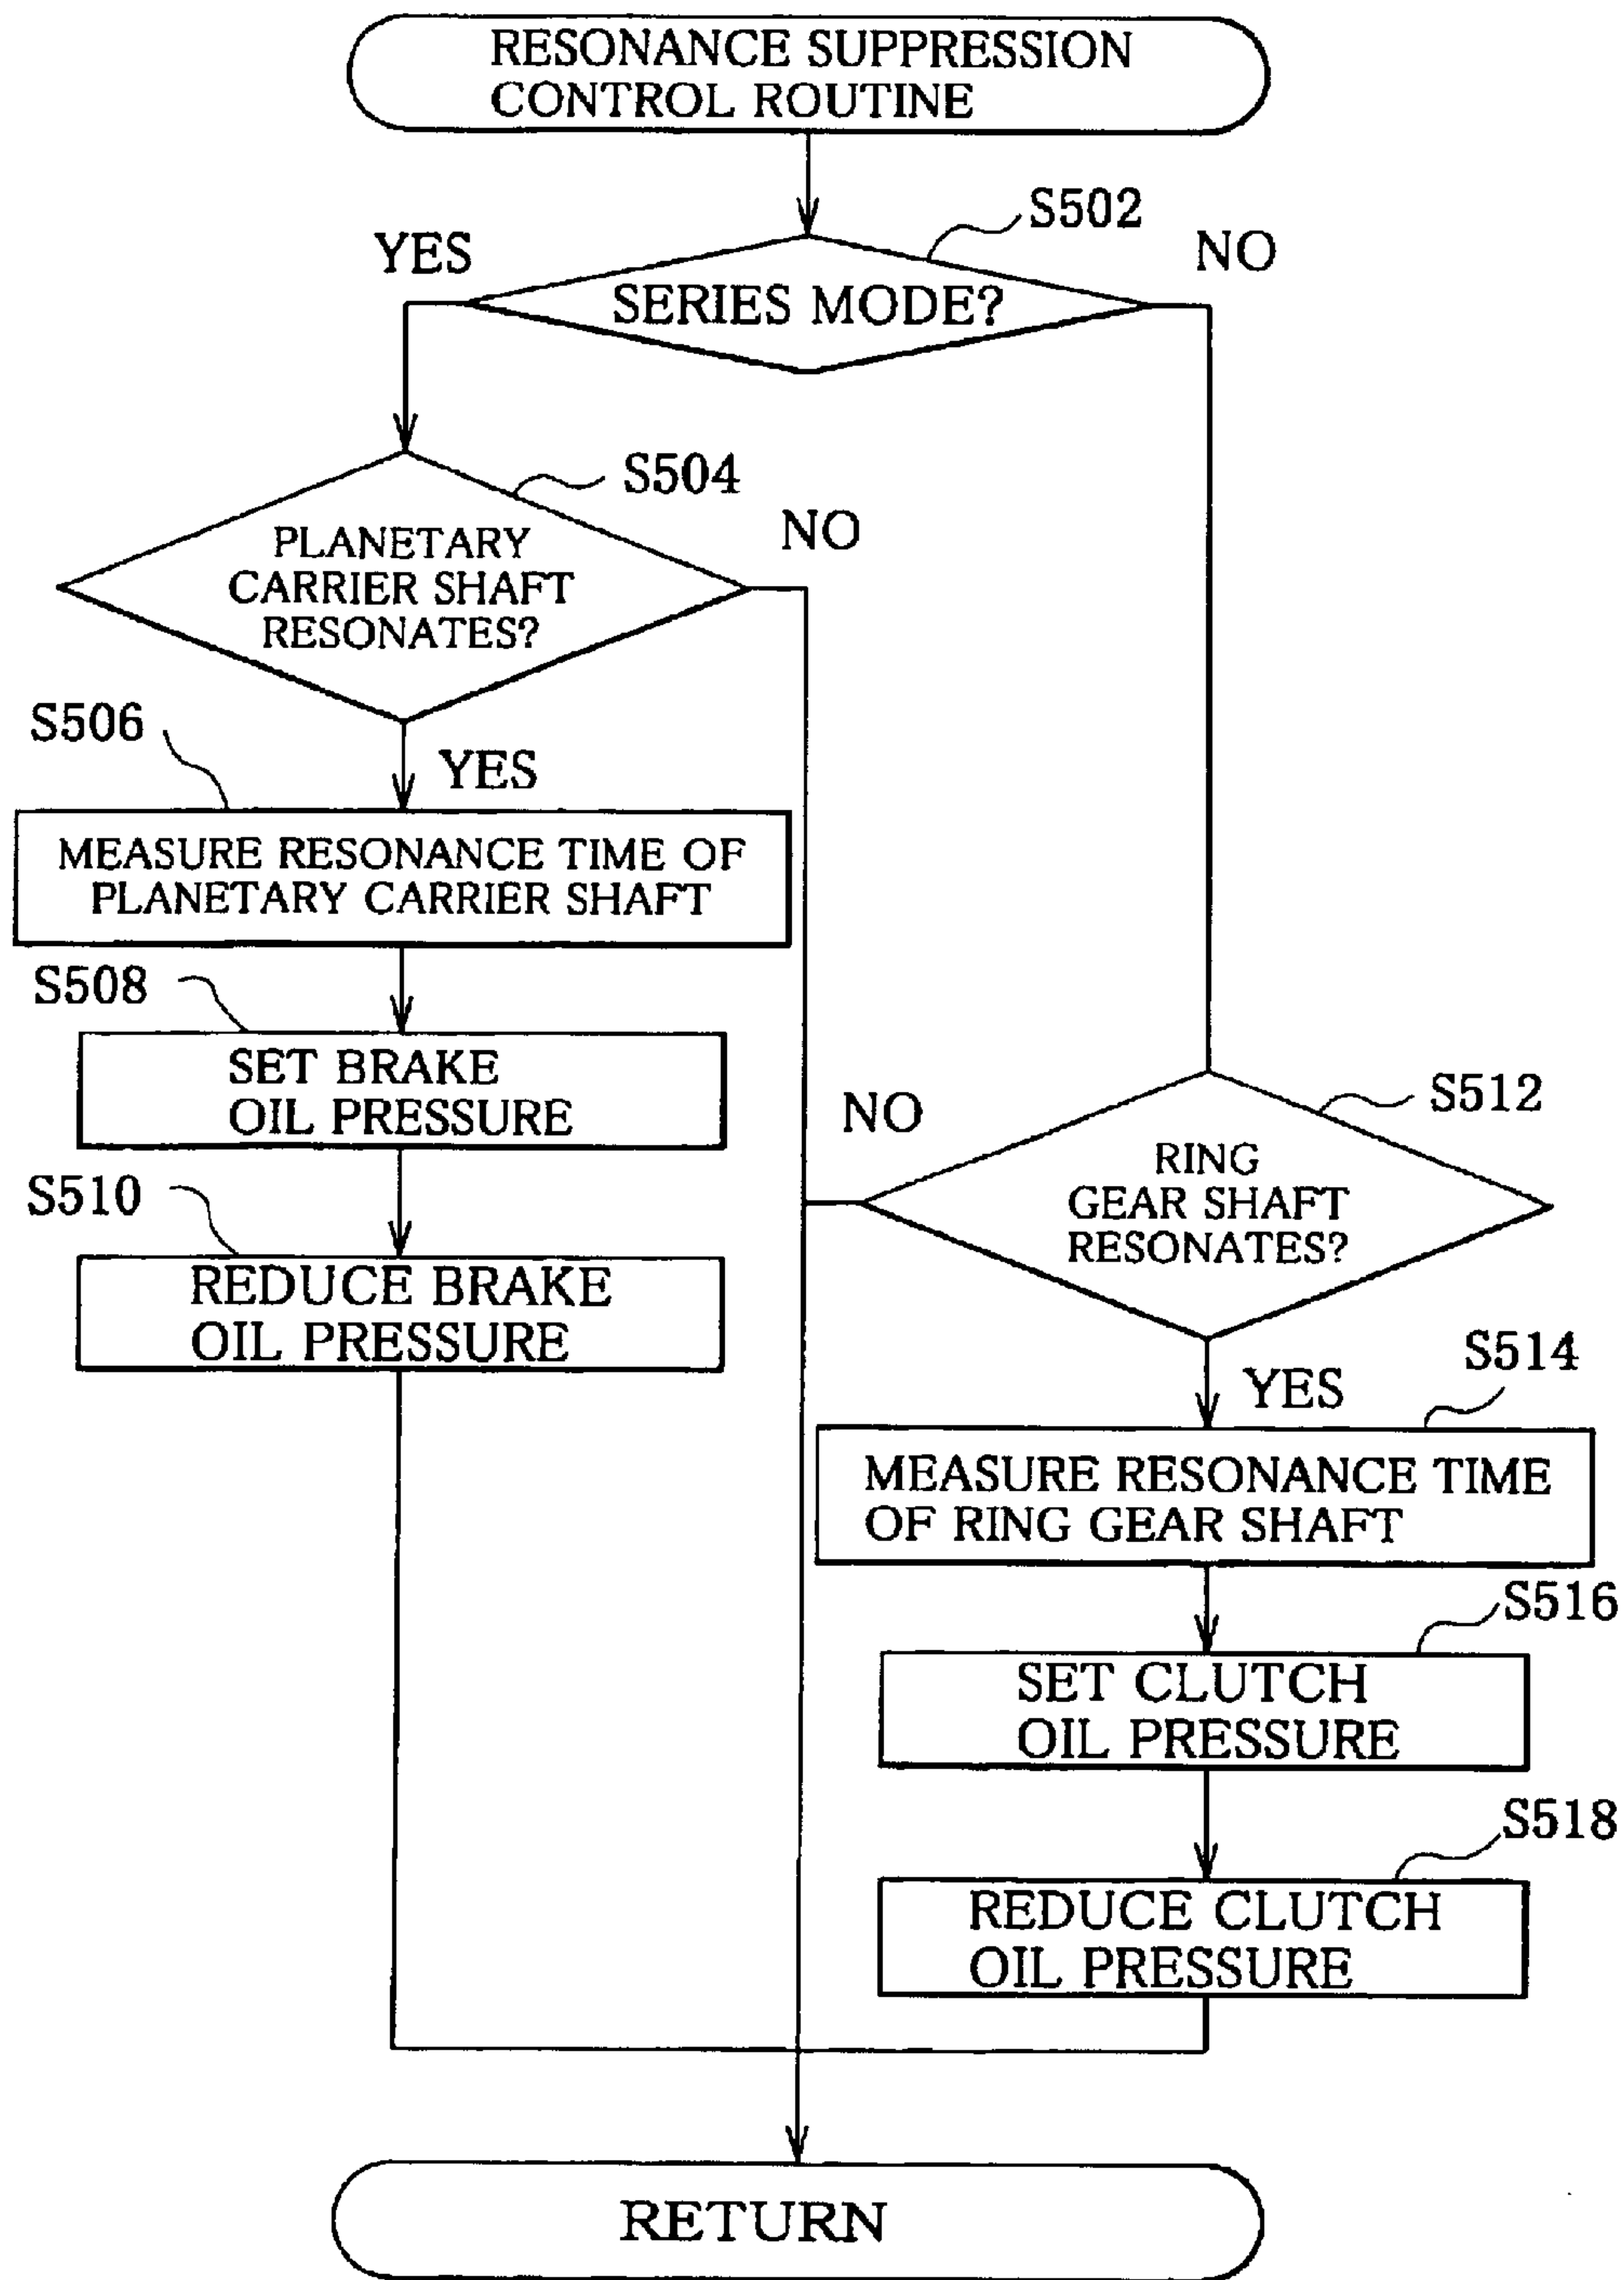 RESONANCE SUPPRESSION
CONTROL ROUTINE
S502
YES
NO
SERIES MODE?
S504
NO
PLANETARY
CARRIER SHAFT
RESONATES?
S506
YES
MEASURE RESONANCE TIME OF
PLANETARY CARRIER SHAFT
S508
SET BRAKE
OIL PRESSURE
S510
REDUCE BRAKE
OIL PRESSURE
NO
S512
RING
GEAR SHAFT
RESONATES?
YES
S514
MEASURE RESONANCE TIME
OF RING GEAR SHAFT
S516
SET CLUTCH
OIL PRESSURE
S518
REDUCE CLUTCH
OIL PRESSURE
RETURN